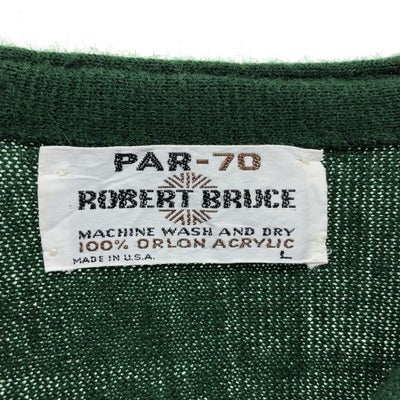 PAR-70
ROBERT BRUCE
MACHINE WASH AND DRY
100% ORLON ACRYLIC
MADE IN U.S.A. L